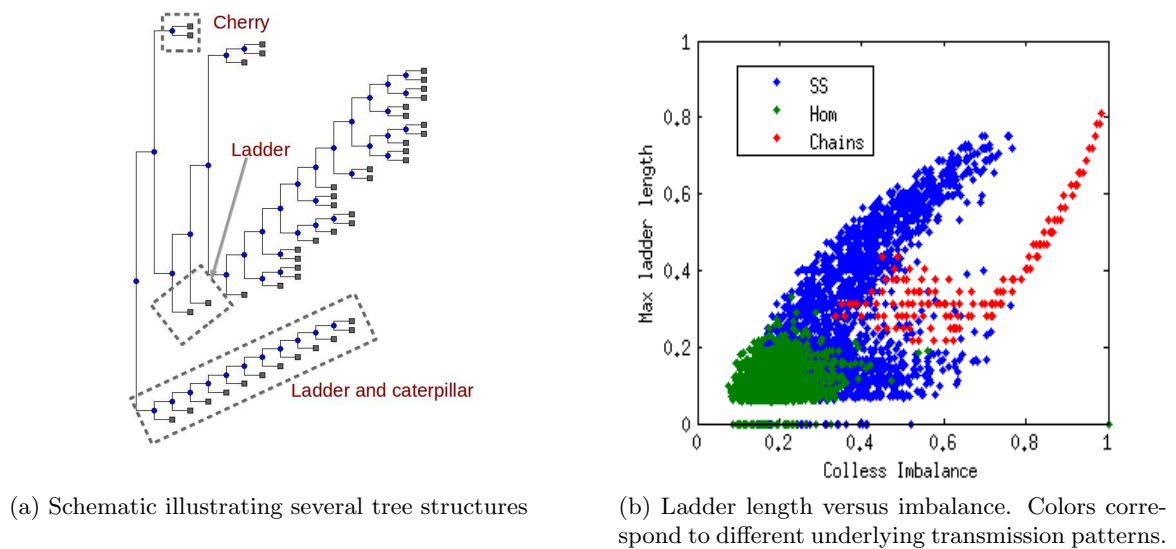 Cherry
Ladder
Ladder and caterpillar
(a) Schematic illustrating several tree structures
1
0.8
0.6
0.4
0.2
0
Max ladder length
SS
Hom
Chains
0 0.2 0.4 0.6 0.8 1
Colless Imbalance
(b) Ladder length versus imbalance. Colors corre-
spond to different underlying transmission patterns.